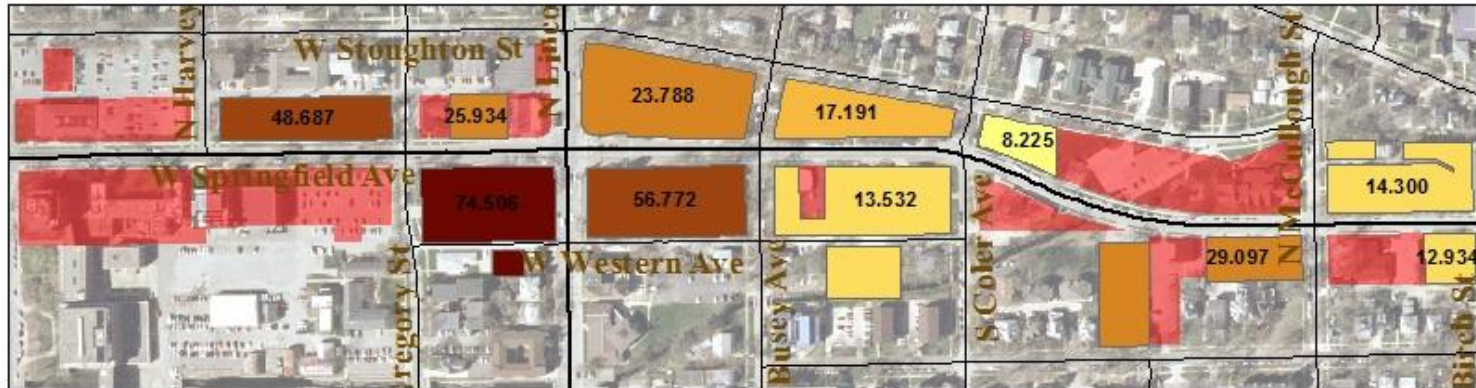 N Harvey
W Stoughton St
N Linco
N McCullough St
48.687
25.934
23.788
17.191
8.225
W Springfield Ave
74.506
56.772
13.532
14.300
S Coler Ave
W Western Ave
29.097
12.934
regory St
Busey Ave
Birch St